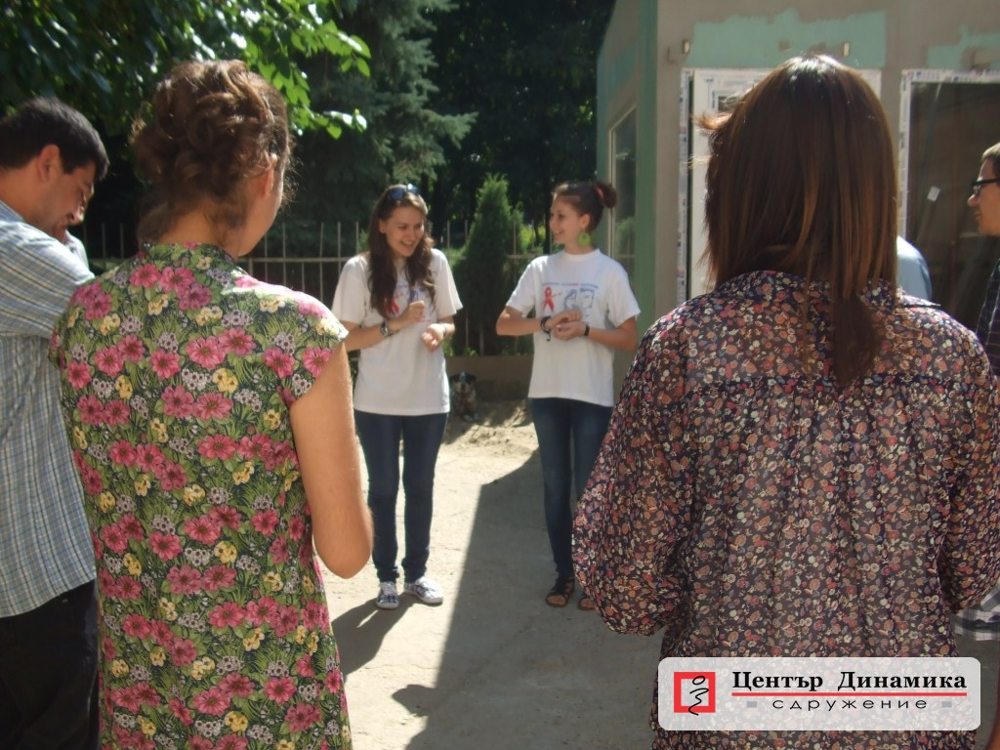 Център Динамика
сдружение